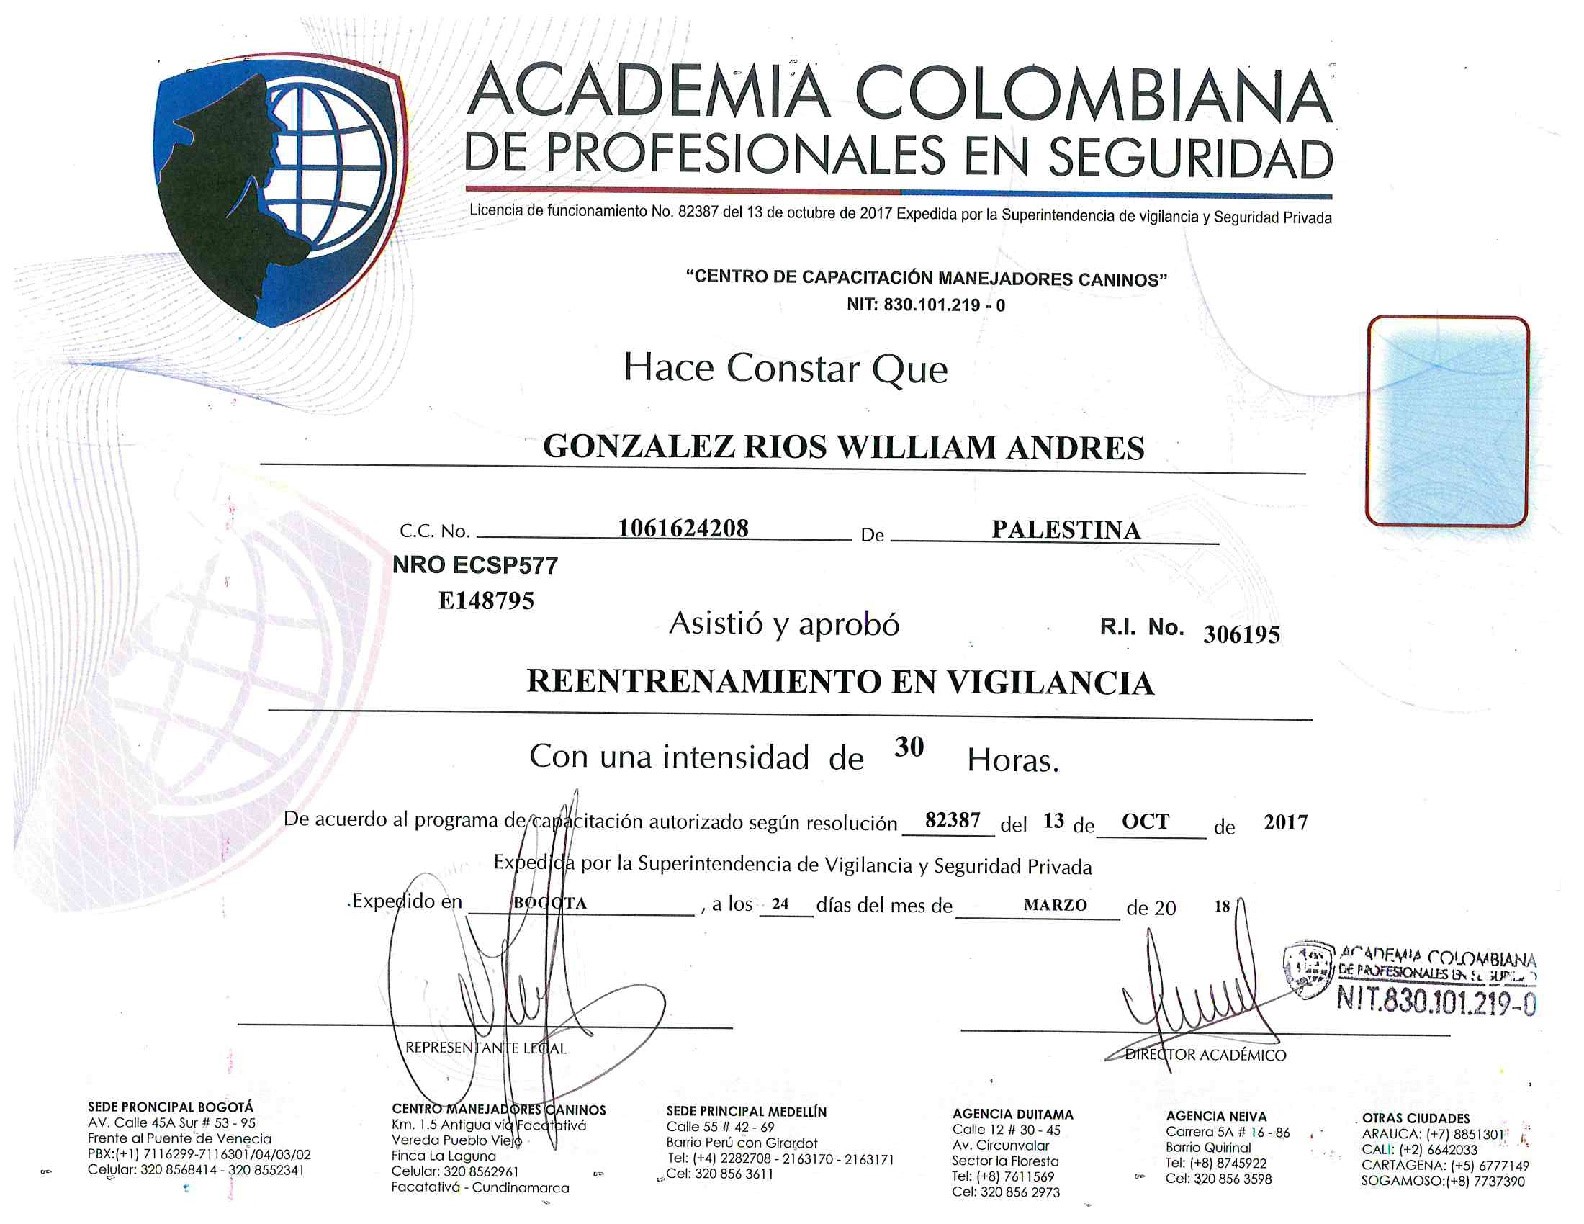 ACADEMIA COLOMBIANA
DE PROFESIONALES EN SEGURIDAD
Licencia de funcionamiento No. 82387 del 13 de octubre de 2017 Expedida por la Superintendencia de vigilancia y Seguridad Privada
“CENTRO DE CAPACITACIÓN MANEJADORES CANINOS”
NIT: 830.101.219 - 0
Hace Constar Que
GONZALEZ RIOS WILLIAM ANDRES
C.C. No. 1061624208 De PALESTINA
NRO ECSP577
E148795
Asistió y aprobó R.I. No. 306195
REENTRENAMIENTO EN VIGILANCIA
Con una intensidad de 30 Horas.
De acuerdo al programa de capacitación autorizado según resolución 82387 del 13 de OCT de 2017
Expedida por la Superintendencia de Vigilancia y Seguridad Privada
Expedido en BOGOTA, a los 24 días del mes de MARZO de 20 18
ACADEMIA COLOMBIANA
DE PROFESIONALES EN
NIT.830.101.219-0
REPRESENTANTE LEGAL
DIRECTOR ACADÉMICO
SEDE PRONCIPAL BOGOTÁ
AV. Calle 45A Sur # 53 - 95
Frente al Puente de Venecia
PBX:(+1) 7116299-7116301/04/03/02
Celular: 320 8568414 - 320 8552341
CENTRO MANEJADORES CANINOS
Km. 1.5 Antigua vía Facatativá
Vereda Pueblo Viejo
Finca La Laguna
Celular: 320 8562961
Facatativá - Cundinamarca
SEDE PRINCIPAL MEDELLÍN
Calle 55 # 42 - 69
Barrio Perú con Girardot
Tel: (+4) 2282708 - 2163170 - 2163171
Cel: 320 856 3611
AGENCIA DUITAMA
Calle 12 # 30 - 45
Av. Circunvalar
Sector la Floresta
Tel: (+8) 7611569
Cel: 320 856 2973
AGENCIA NEIVA
Carrera 5A # 16 - 86
Barrio Quirinal
Tel: (+8) 8745922
Cel: 320 856 3598
OTRAS CIUDADES
ARAUCA: (+7) 8851301
CALI: (+2) 6642033
CARTAGENA: (+5) 6777149
SOGAMOSO:(+8) 7737390